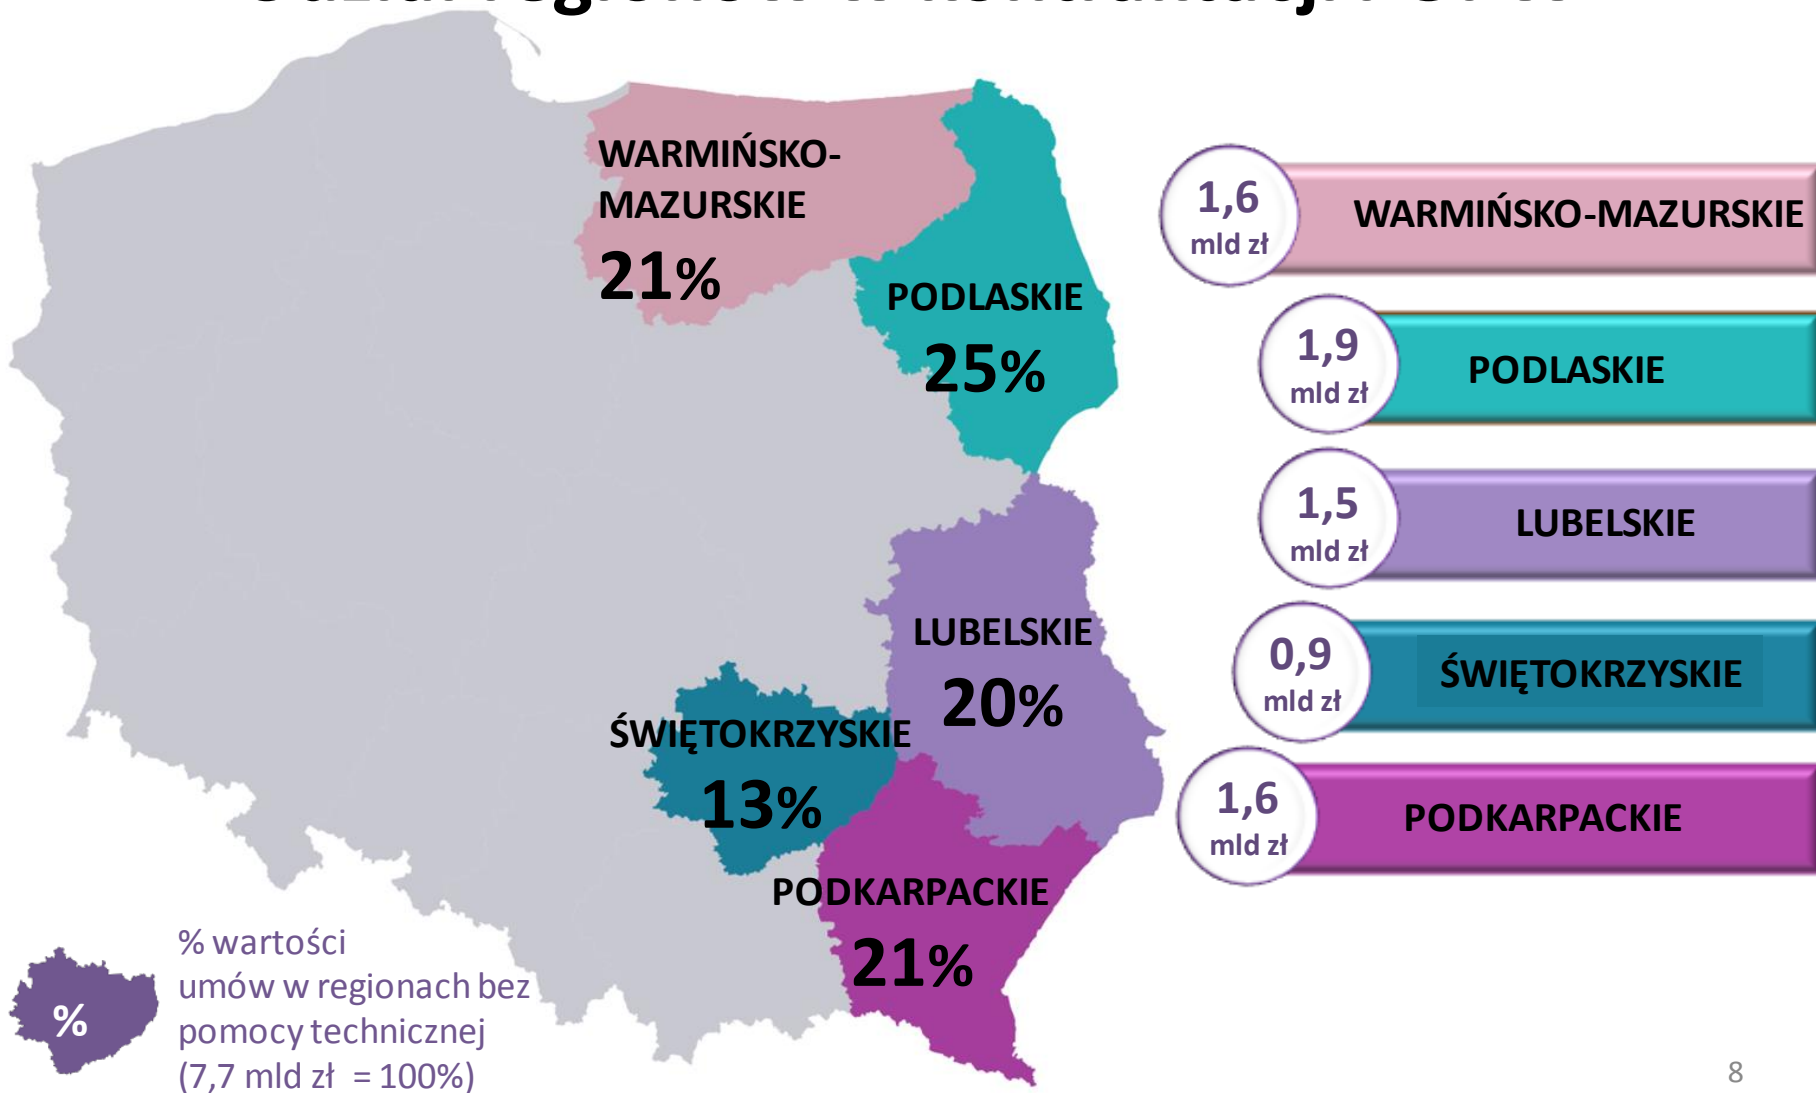 WARMIŃSKO-
MAZURSKIE
21%
PODLASKIE
25%
LUBELSKIE
20%
ŚWIĘTOKRZYSKIE
13%
PODKARPACKIE
21%
1,6
mld zł
WARMIŃSKO-MAZURSKIE
1,9
mld zł
PODLASKIE
1,5
mld zł
LUBELSKIE
0,9
mld zł
ŚWIĘTOKRZYSKIE
1,6
mld zł
PODKARPACKIE
%
% wartości
umów w regionach bez
pomocy technicznej
(7,7 mld zł = 100%)
8